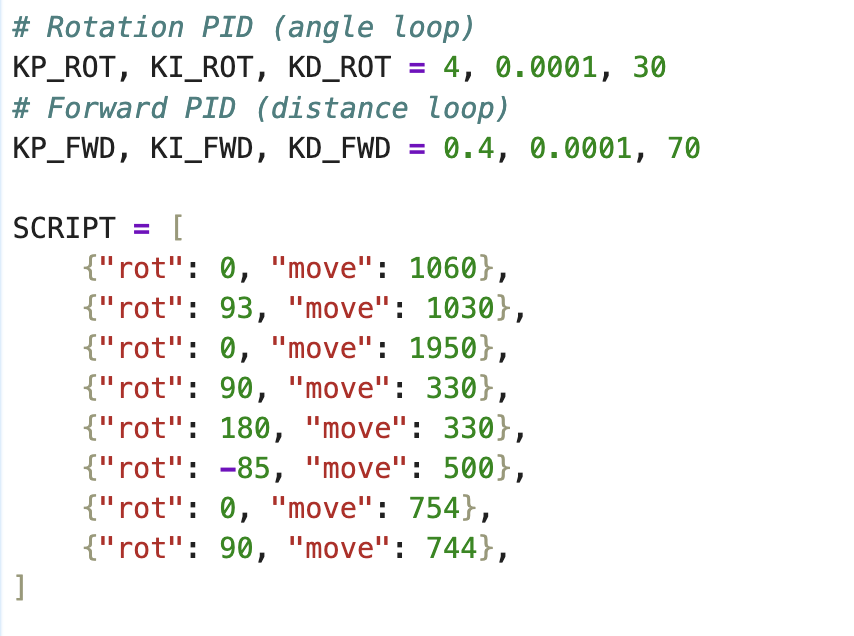 # Rotation PID (angle loop)
KP_ROT, KI_ROT, KD_ROT = 4, 0.0001, 30
# Forward PID (distance loop)
KP_FWD, KI_FWD, KD_FWD = 0.4, 0.0001, 70

SCRIPT = [
    {"rot": 0, "move": 1060},
    {"rot": 93, "move": 1030},
    {"rot": 0, "move": 1950},
    {"rot": 90, "move": 330},
    {"rot": 180, "move": 330},
    {"rot": -85, "move": 500},
    {"rot": 0, "move": 754},
    {"rot": 90, "move": 744},
]